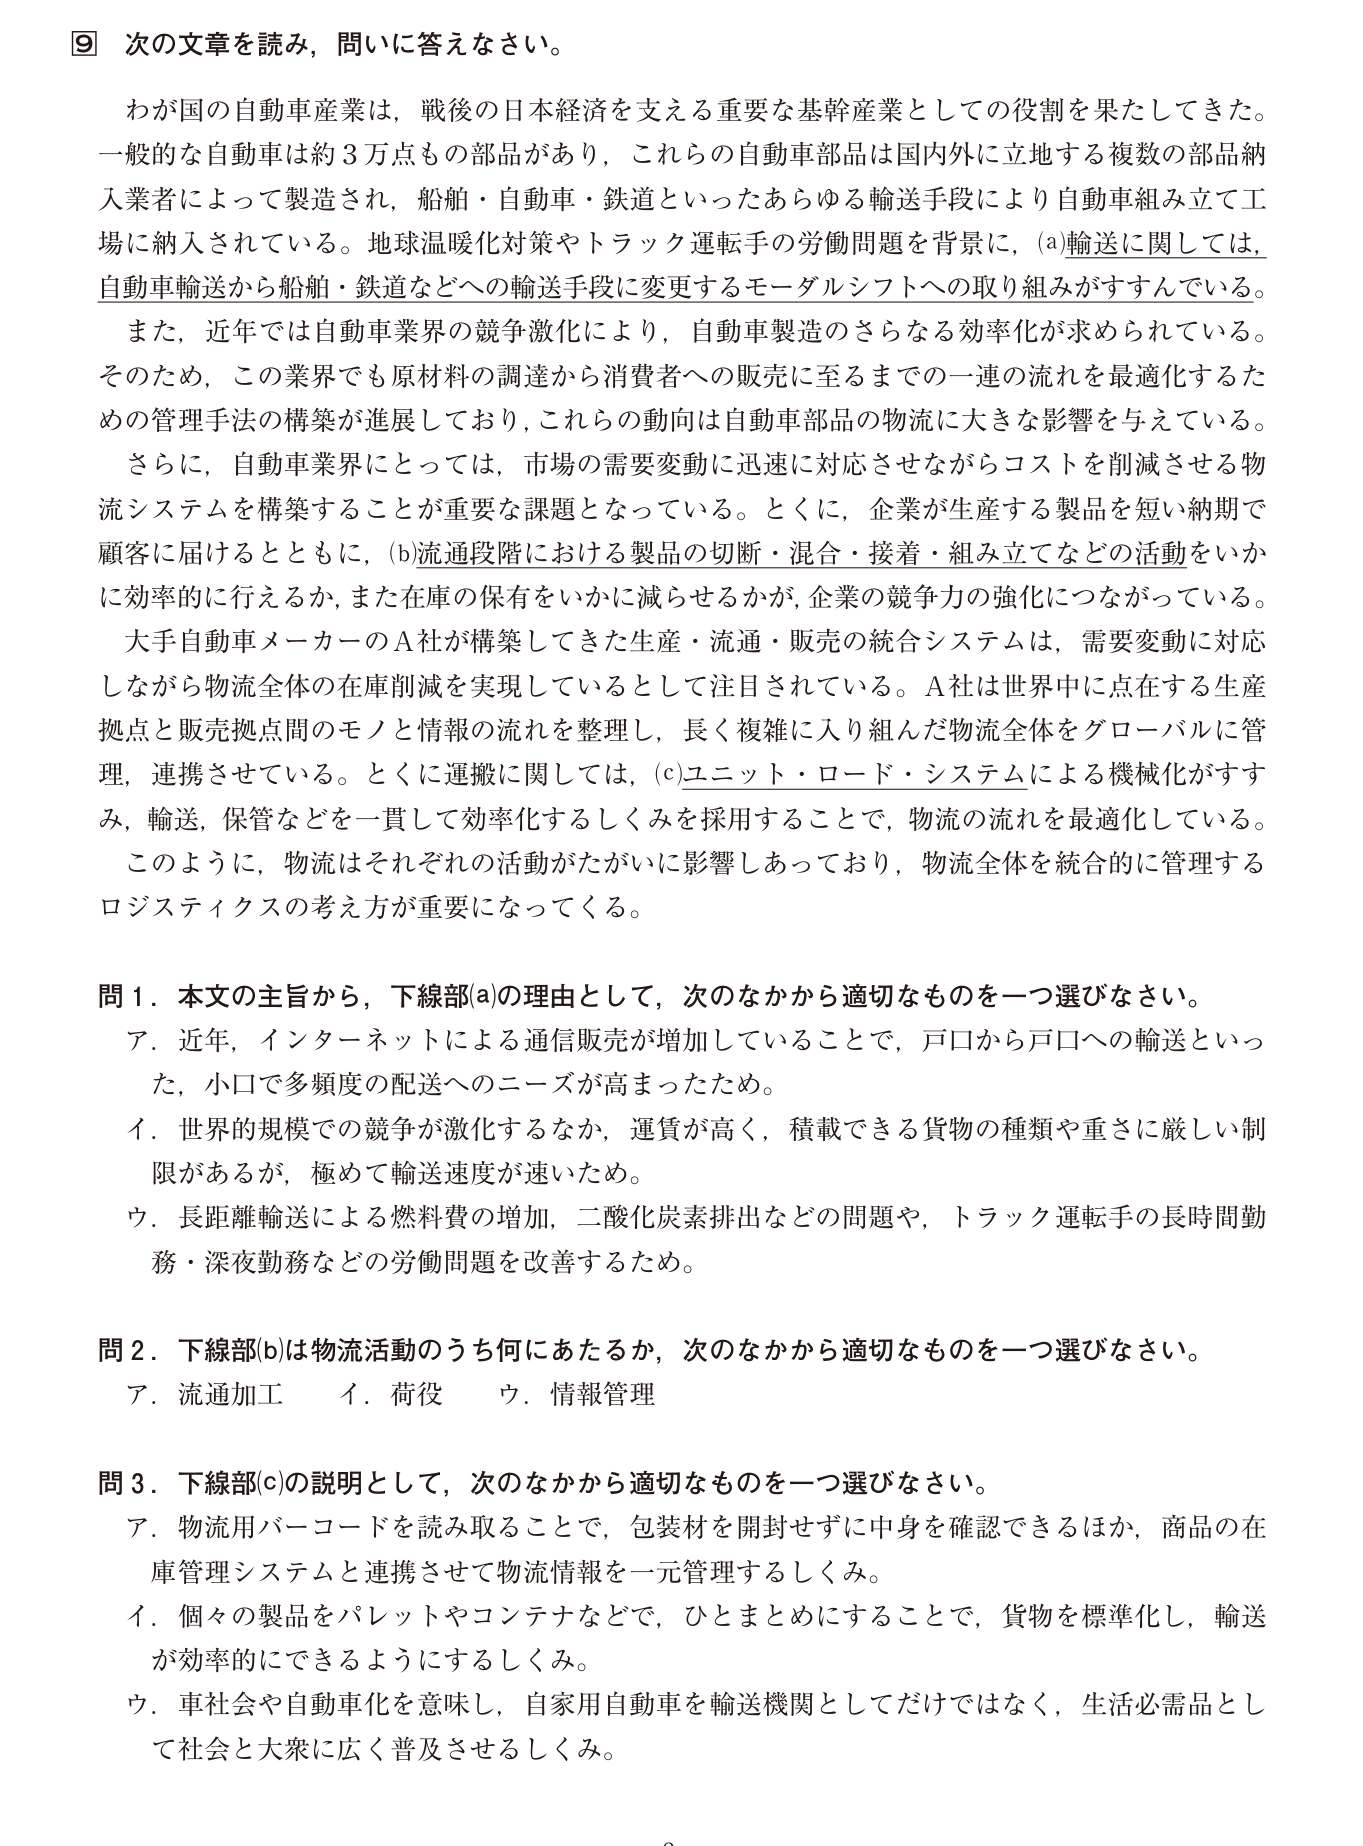 9 次の文章を読み，問いに答えなさい。
わが国の自動車産業は，戦後の日本経済を支える重要な基幹産業としての役割を果たしてきた。
一般的な自動車は約３万点もの部品があり，これらの自動車部品は国内外に立地する複数の部品納
入業者によって製造され，船舶・自動車・鉄道といったあらゆる輸送手段により自動車組み立て工
場に納入されている。地球温暖化対策やトラック運転手の労働問題を背景に，(a)輸送に関しては，
自動車輸送から船舶・鉄道などへの輸送手段に変更するモーダルシフトへの取り組みがすすんでいる。
また，近年では自動車業界の競争激化により，自動車製造のさらなる効率化が求められている。
そのため，この業界でも原材料の調達から消費者への販売に至るまでの一連の流れを最適化するた
めの管理手法の構築が進展しており，これらの動向は自動車部品の物流に大きな影響を与えている。
さらに，自動車業界にとっては，市場の需要変動に迅速に対応させながらコストを削減させる物
流システムを構築することが重要な課題となっている。とくに，企業が生産する製品を短い納期で
顧客に届けるとともに，(b)流通段階における製品の切断・混合・接着・組み立てなどの活動をいか
に効率的に行えるか，また在庫の保有をいかに減らせるかが，企業の競争力の強化につながっている。
大手自動車メーカーのＡ社が構築してきた生産・流通・販売の統合システムは，需要変動に対応
しながら物流全体の在庫削減を実現しているとして注目されている。Ａ社は世界中に点在する生産
拠点と販売拠点間のモノと情報の流れを整理し，長く複雑に入り組んだ物流全体をグローバルに管
理，連携させている。とくに運搬に関しては，(c)ユニット・ロード・システムによる機械化がすす
み，輸送，保管などを一貫して効率化するしくみを採用することで，物流の流れを最適化している。
このように，物流はそれぞれの活動がたがいに影響しあっており，物流全体を統合的に管理する
ロジスティクスの考え方が重要になってくる。
問１．本文の主旨から，下線部(a)の理由として，次のなかから適切なものを一つ選びなさい。
ア．近年，インターネットによる通信販売が増加していることで，戸口から戸口への輸送といっ
た，小口で多頻度の配送へのニーズが高まったため。
イ．世界的規模での競争が激化するなか，運賃が高く，積載できる貨物の種類や重さに厳しい制
限があるが，極めて輸送速度が速いため。
ウ．長距離輸送による燃料費の増加，二酸化炭素排出などの問題や，トラック運転手の長時間勤
務・深夜勤務などの労働問題を改善するため。
問２．下線部(b)は物流活動のうち何にあたるか，次のなかから適切なものを一つ選びなさい。
ア．流通加工　　イ．荷役　　ウ．情報管理
問３．下線部(c)の説明として，次のなかから適切なものを一つ選びなさい。
ア．物流用バーコードを読み取ることで，包装材を開封せずに中身を確認できるほか，商品の在
庫管理システムと連携させて物流情報を一元管理するしくみ。
イ．個々の製品をパレットやコンテナなどで，ひとまとめにすることで，貨物を標準化し，輸送
が効率的にできるようにするしくみ。
ウ．車社会や自動車化を意味し，自家用自動車を輸送機関としてだけではなく，生活必需品とし
て社会と大衆に広く普及させるしくみ。